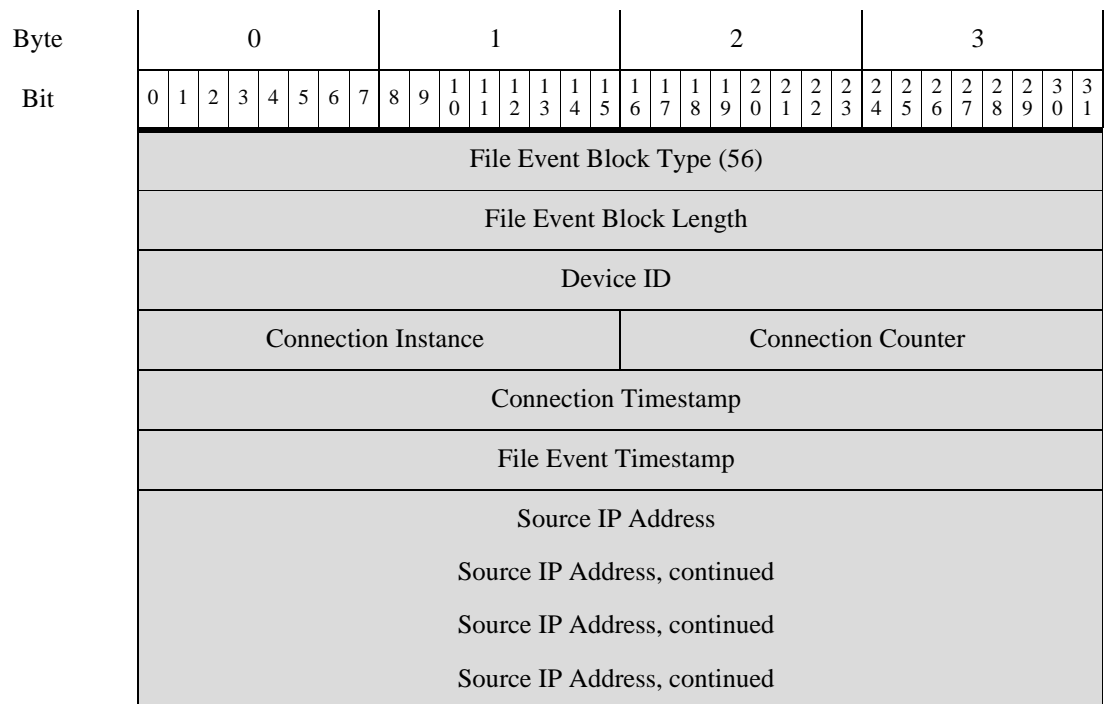 Byte 0 1 2 3
Bit 0 1 2 3 4 5 6 7 8 9 10 11 12 13 14 15 16 17 18 19 20 21 22 23 24 25 26 27 28 29 30 31
File Event Block Type (56)
File Event Block Length
Device ID
Connection Instance Connection Counter
Connection Timestamp
File Event Timestamp
Source IP Address
Source IP Address, continued
Source IP Address, continued
Source IP Address, continued